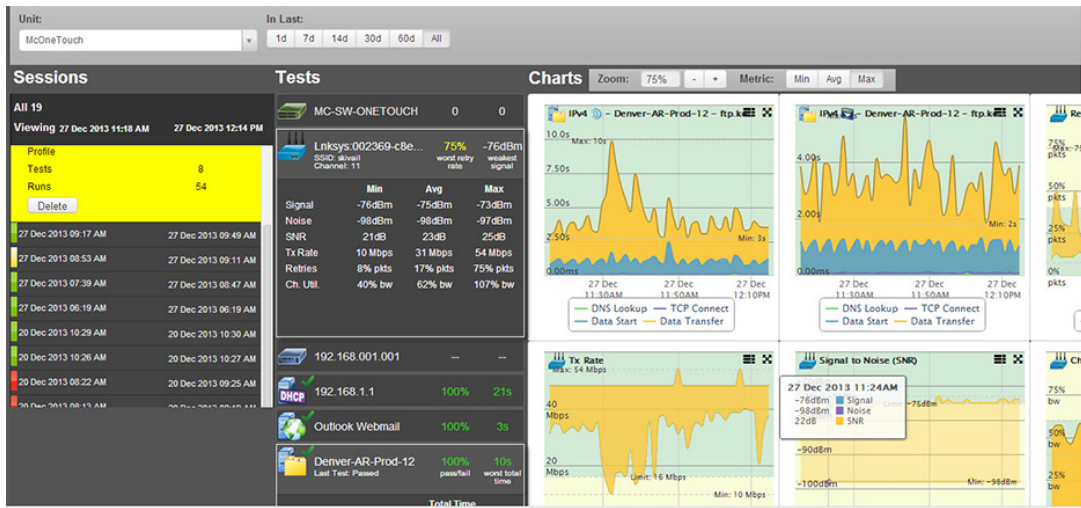 Unit:
In Last:
McOneTouch
1d 7d 14d 30d 60d All
Sessions
All 19
Viewing 27 Dec 2013 11:18 AM 27 Dec 2013 12:14 PM
Profile
Tests 8
Runs 54
Delete
27 Dec 2013 09:17 AM 27 Dec 2013 09:49 AM
27 Dec 2013 08:53 AM 27 Dec 2013 09:11 AM
27 Dec 2013 07:39 AM 27 Dec 2013 08:47 AM
27 Dec 2013 06:19 AM 27 Dec 2013 06:19 AM
20 Dec 2013 10:29 AM 20 Dec 2013 10:30 AM
20 Dec 2013 10:26 AM 20 Dec 2013 10:27 AM
20 Dec 2013 08:22 AM 20 Dec 2013 09:25 AM
20 Dec 2013 08:13 AM
Tests
MC-SW-ONETOUCH 0 0
Lnksys:002369-c8e... 75% -76dBm
SSID: skivail worst retry weakest
Channel: 11 rate signal
Min Avg Max
Signal -76dBm -75dBm -73dBm
Noise -98dBm -98dBm -97dBm
SNR 21dB 23dB 25dB
Tx Rate 10 Mbps 31 Mbps 54 Mbps
Retries 8% pkts 17% pkts 75% pkts
Ch. Util. 40% bw 62% bw 107% bw
192.168.001.001 -- --
DHCP 192.168.1.1 100% 21s
Outlook Webmail 100% 3s
Denver-AR-Prod-12 100% 10s
Last Test: Passed pass/fail worst total
time
Total Time
Charts Zoom: 75% - + Metric: Min Avg Max
IPv4 – Denver-AR-Prod-12 – ftp.k
10.0s
Max: 10s
7.50s
5.00s
2.50s
Min: 3s
0.00ms
27 Dec 27 Dec 27 Dec
11:30AM 11:50AM 12:10PM
DNS Lookup TCP Connect
Data Start Data Transfer
IPv4 – Denver-AR-Prod-12 – ftp.k
4.00s
2.00s
Min: 2s
0.00ms
27 Dec 27 Dec 27 Dec
11:30AM 11:50AM 12:10PM
DNS Lookup TCP Connect
Data Start Data Transfer
Re
75%
pkts
50%
pkts
25%
pkts
0%
pkts
Tx Rate
Max: 54 Mbps
40
Mbps
20
Mbps
Limit: 16 Mbps
Min: 10 Mbps
Signal to Noise (SNR)
27 Dec 2013 11:24AM
-76dBm Signal
-98dBm Noise
22dB SNR
-75dBm
-90dBm
-100dBm
Min: -98dBm
Ch
75%
bw
50%
bw
25%
bw